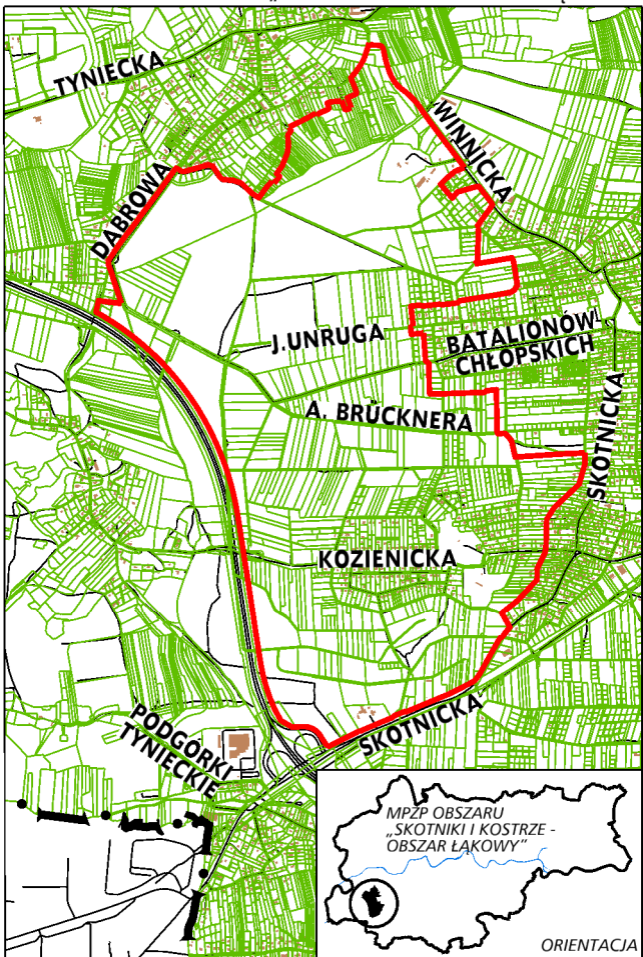 TYNIECKA
WINNICKA
DĄBROWA
J.UNRUGA
BATALIONÓW
CHŁOPSKICH
A. BRÜCKNERA
SKOTNICKA
KOZIENICKA
SKOTNICKA
PODGÓRKI
TYNIECKIE
MPZP OBSZARU
„SKOTNIKI I KOSTRZE -
OBSZAR ŁĄKOWY”
ORIENTACJA